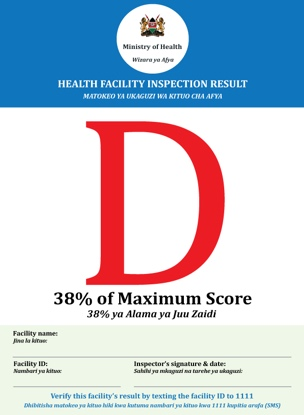 Ministry of Health
Wizara ya Afya
HEALTH FACILITY INSPECTION RESULT
MATOKEO YA UKAGUZI WA KITUO CHA AFYA
D
38% of Maximum Score
38% ya Alama ya Juu Zaidi
Facility name:
Jina la kituo:
Facility ID:
Nambari ya kituo:
Inspector's signature & date:
Sahihi ya mkaguzi na tarehe ya ukaguzi:
Verify this facility's result by texting the facility ID to 1111
Dhibitisha matokeo ya kituo hiki kwa kutuma nambari ya kituo kwa 1111 kupitia arafa (SMS)